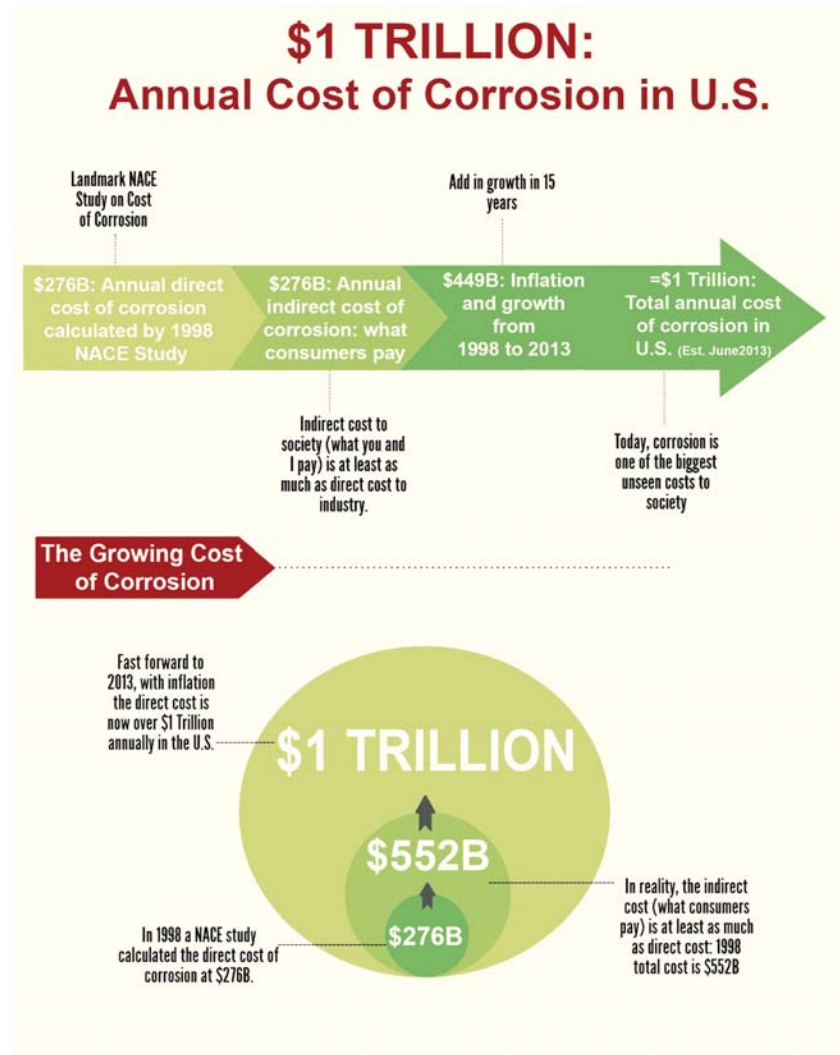 $1 TRILLION:
Annual Cost of Corrosion in U.S.
Landmark NACE
Study on Cost
of Corrosion
Add in growth in 15
years
$276B: Annual direct
cost of corrosion
calculated by 1998
NACE Study
$276B: Annual
indirect cost of
corrosion: what
consumers pay
$449B: Inflation
and growth
from
1998 to 2013
=$1 Trillion:
Total annual cost
of corrosion in
U.S. (Est. June2013)
Indirect cost to
society (what you and
I pay) is at least as
much as direct cost to
industry.
Today, corrosion is
one of the biggest
unseen costs to
society
The Growing Cost
of Corrosion
Fast forward to
2013, with inflation
the direct cost is
now over $1 Trillion
annually in the U.S.
$1 TRILLION
$552B
$276B
In reality, the indirect
cost (what consumers
pay) is at least as much
as direct cost: 1998
total cost is $552B
In 1998 a NACE study
calculated the direct cost of
corrosion at $276B.